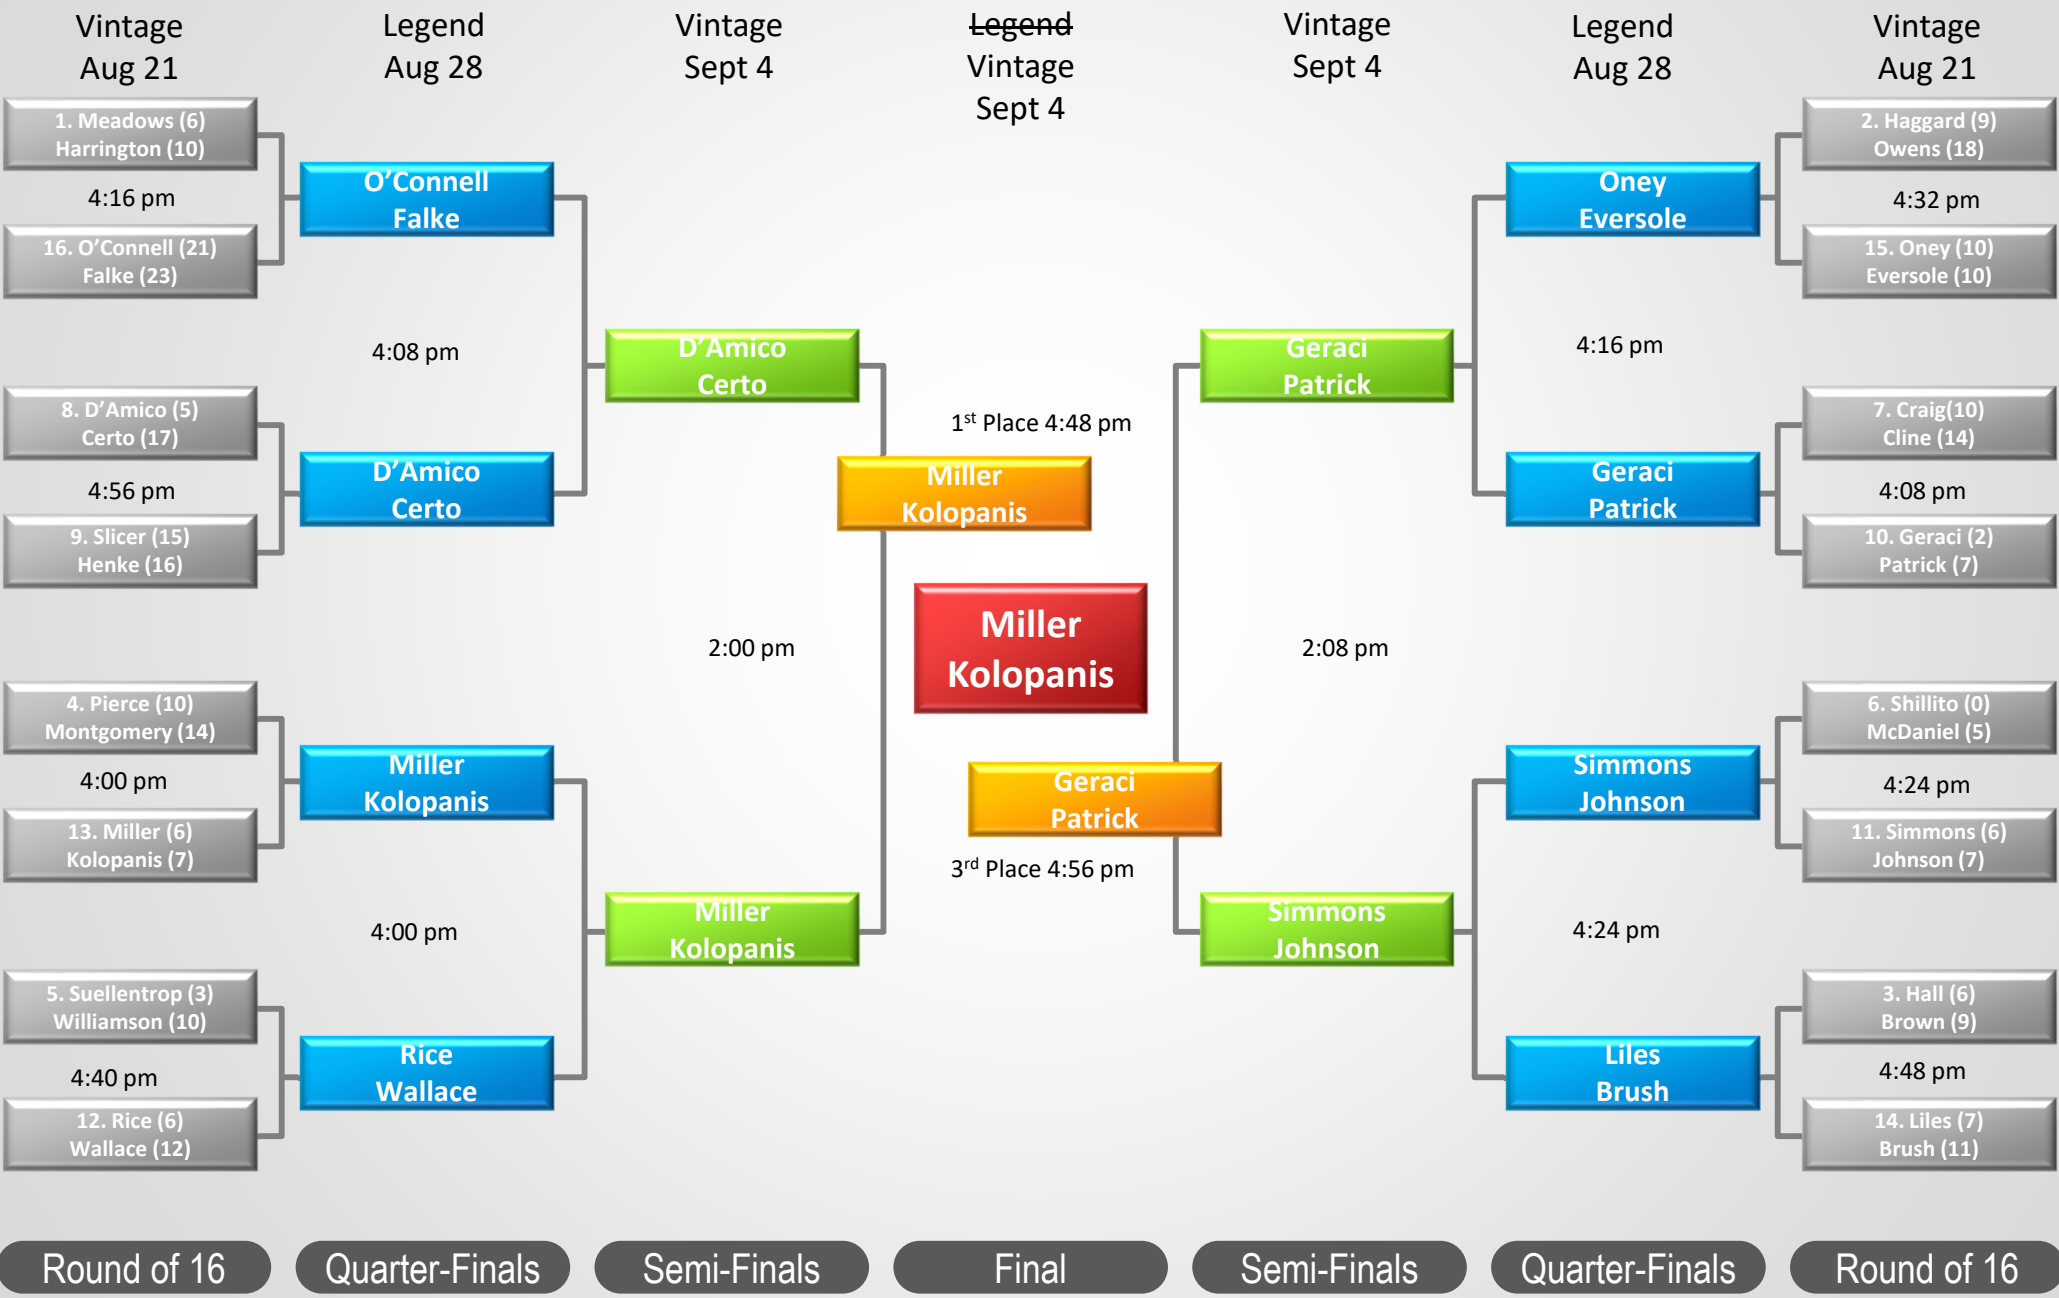 Vintage
Aug 21
Legend
Aug 28
Vintage
Sept 4
Legend
Vintage
Sept 4
Vintage
Sept 4
Legend
Aug 28
Vintage
Aug 21
1. Meadows (6)
Harrington (10)
4:16 pm
16. O'Connell (21)
Falke (23)
8. D'Amico (5)
Certo (17)
4:56 pm
9. Slicer (15)
Henke (16)
4. Pierce (10)
Montgomery (14)
4:00 pm
13. Miller (6)
Kolopanis (7)
5. Suellentrop (3)
Williamson (10)
4:40 pm
12. Rice (6)
Wallace (12)
O'Connell
Falke
4:08 pm
D'Amico
Certo
Miller
Kolopanis
4:00 pm
Rice
Wallace
D'Amico
Certo
2:00 pm
Miller
Kolopanis
1st Place 4:48 pm
Miller
Kolopanis
Miller
Kolopanis
Geraci
Patrick
3rd Place 4:56 pm
Geraci
Patrick
2:08 pm
Simmons
Johnson
Oney
Eversole
4:16 pm
Geraci
Patrick
Simmons
Johnson
4:24 pm
Liles
Brush
2. Haggard (9)
Owens (18)
4:32 pm
15. Oney (10)
Eversole (10)
7. Craig(10)
Cline (14)
4:08 pm
10. Geraci (2)
Patrick (7)
6. Shillito (0)
McDaniel (5)
4:24 pm
11. Simmons (6)
Johnson (7)
3. Hall (6)
Brown (9)
4:48 pm
14. Liles (7)
Brush (11)
Round of 16
Quarter-Finals
Semi-Finals
Final
Semi-Finals
Quarter-Finals
Round of 16